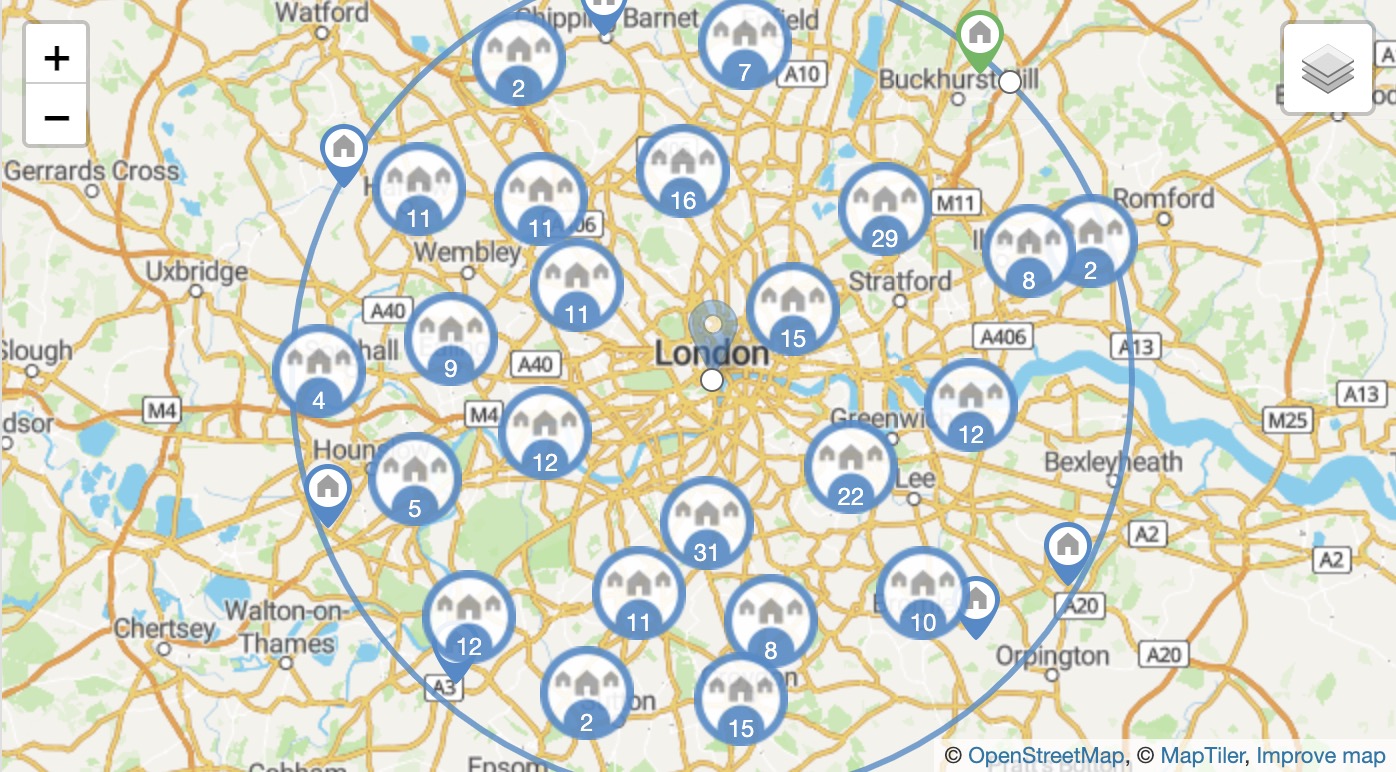 Watford
+
−
2
7
A10
Buckhurst Hill
Gerrards Cross
11
11
16
29
M11
Romford
Wembley
8
2
Uxbridge
11
Stratford
A40
15
9
A40
London
A406
A13
Slough
4
M4
M4
12
12
Greenwich
A13
M25
Hounslow
5
22
Lee
Bexleyheath
31
A2
A2
Walton-on-
Thames
Chertsey
12
11
8
10
A20
A3
Orpington
A20
2
15
Epsom
Cobham
© OpenStreetMap, © MapTiler, Improve map